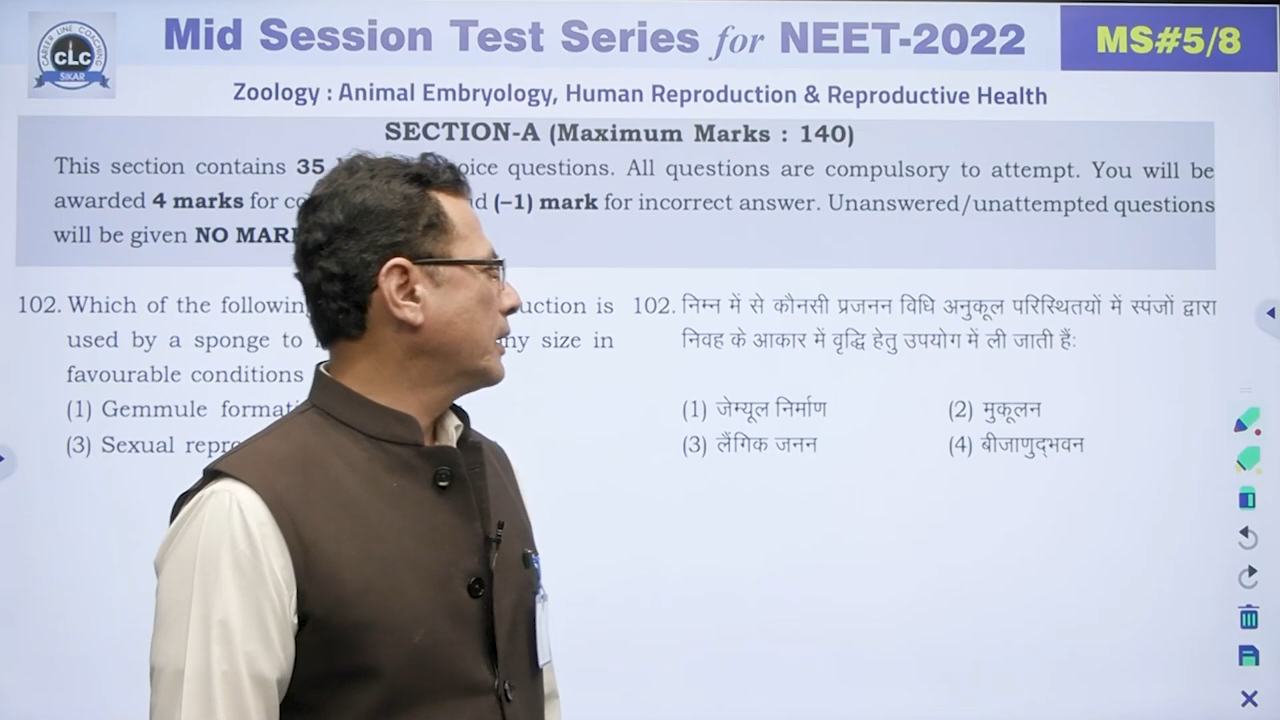 CAREER LINE COACHING
CLC
SIKAR
Mid Session Test Series for NEET-2022
MS#5/8
Zoology : Animal Embryology, Human Reproduction & Reproductive Health
SECTION-A (Maximum Marks : 140)
This section contains 35 oice questions. All questions are compulsory to attempt. You will be
awarded 4 marks for co d (–1) mark for incorrect answer. Unanswered/unattempted questions
will be given NO MAR
102. Which of the following uction is
used by a sponge to ny size in
favourable conditions
(1) Gemmule formati
(3) Sexual repro
102. निम्न में से कौनसी प्रजनन विधि अनुकूल परिस्थितयों में स्पंजों द्वारा
निवह के आकार में वृद्धि हेतु उपयोग में ली जाती हैं:
(1) जेम्यूल निर्माण (2) मुकूलन
(3) लैंगिक जनन (4) बीजाणुद्भवन